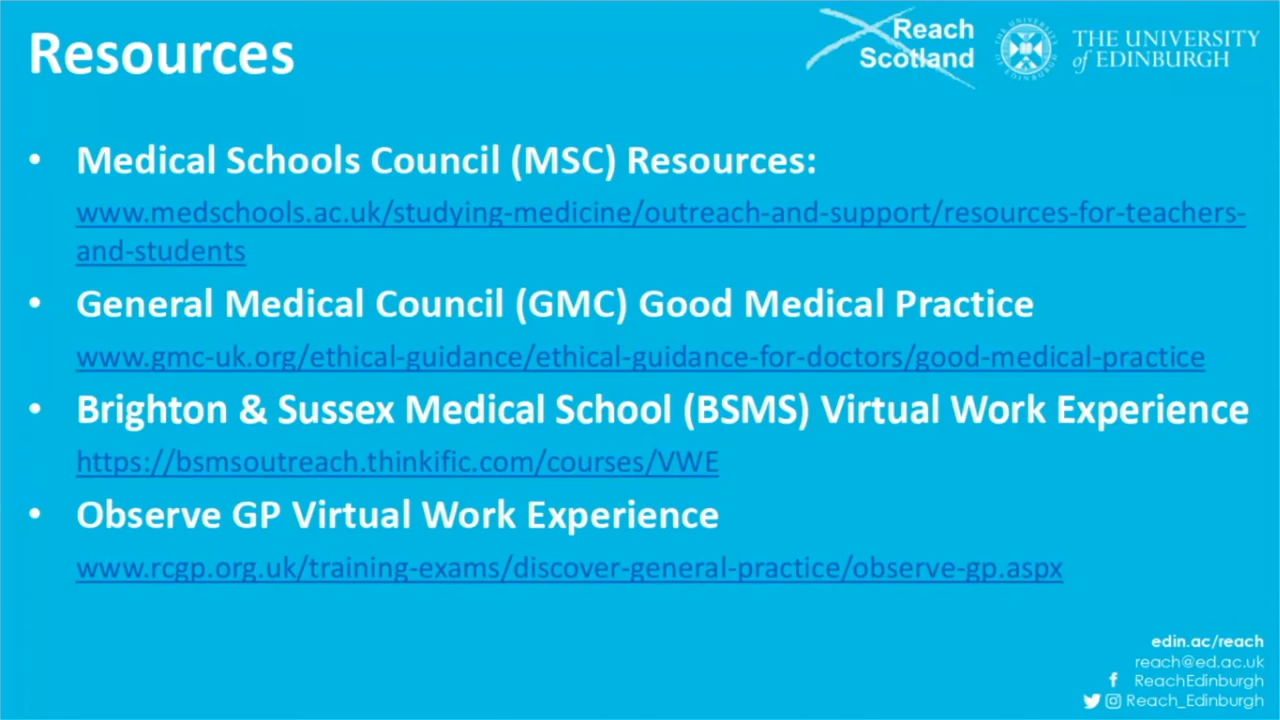 Resources
Reach
Scotland
THE UNIVERSITY
of EDINBURGH
• Medical Schools Council (MSC) Resources:
www.medschools.ac.uk/studying-medicine/outreach-and-support/resources-for-teachers-
and-students
• General Medical Council (GMC) Good Medical Practice
www.gmc-uk.org/ethical-guidance/ethical-guidance-for-doctors/good-medical-practice
• Brighton & Sussex Medical School (BSMS) Virtual Work Experience
https://bsmsoutreach.thinkific.com/courses/VWE
• Observe GP Virtual Work Experience
www.rcgp.org.uk/training-exams/discover-general-practice/observe-gp.aspx
edin.ac/reach
reach@ed.ac.uk
ReachEdinburgh
Reach_Edinburgh